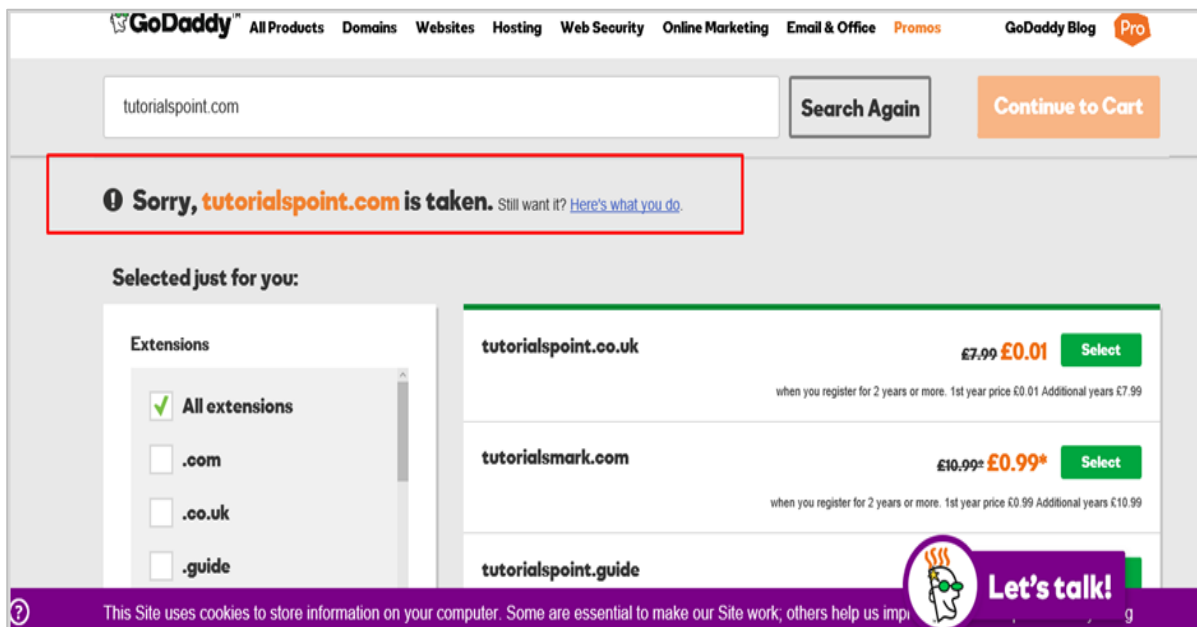 GoDaddy™ All Products Domains Websites Hosting Web Security Online Marketing Email & Office Promos GoDaddy Blog Pro
tutorialspoint.com Search Again Continue to Cart
Sorry, tutorialspoint.com is taken. Still want it? Here's what you do.
Selected just for you:
Extensions
All extensions
.com
.co.uk
.guide
tutorialspoint.co.uk £7.99 £0.01 Select
when you register for 2 years or more. 1st year price £0.01 Additional years £7.99
tutorialsmark.com £10.99* £0.99* Select
when you register for 2 years or more. 1st year price £0.99 Additional years £10.99
tutorialspoint.guide
Let's talk!
This Site uses cookies to store information on your computer. Some are essential to make our Site work; others help us